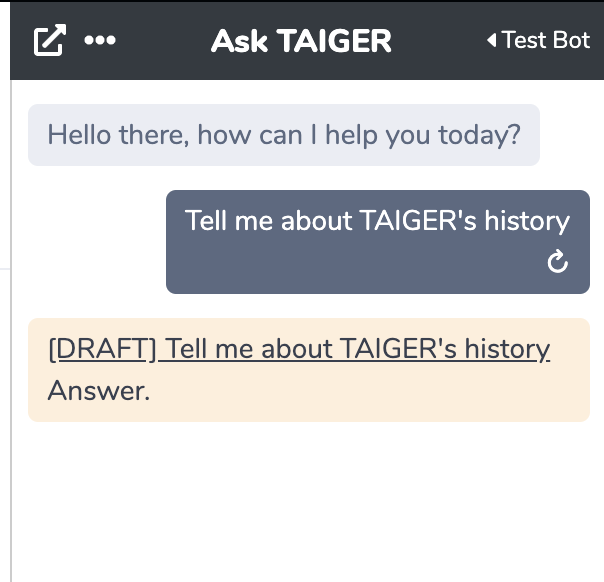 Ask TAIGER
Test Bot
Hello there, how can I help you today?
Tell me about TAIGER's history
[DRAFT] Tell me about TAIGER's history
Answer.